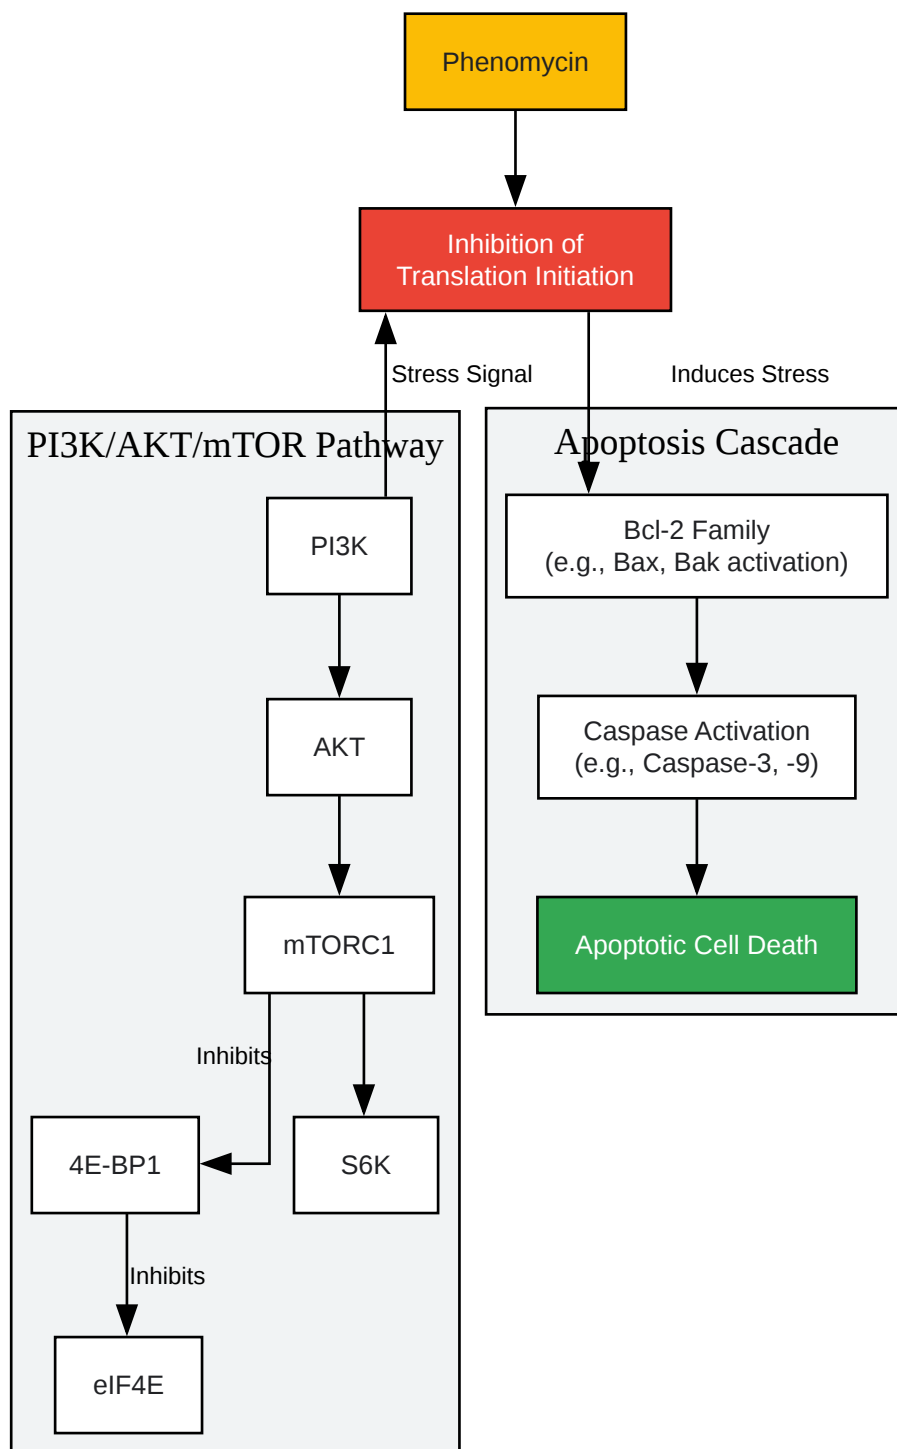 Phenomycin
Inhibition of
Translation Initiation
Stress Signal
Induces Stress
PI3K/AKT/mTOR Pathway
Apoptosis Cascade
PI3K
Bcl-2 Family
(e.g., Bax, Bak activation)
AKT
Caspase Activation
(e.g., Caspase-3, -9)
mTORC1
Apoptotic Cell Death
Inhibits
4E-BP1
S6K
Inhibits
eIF4E